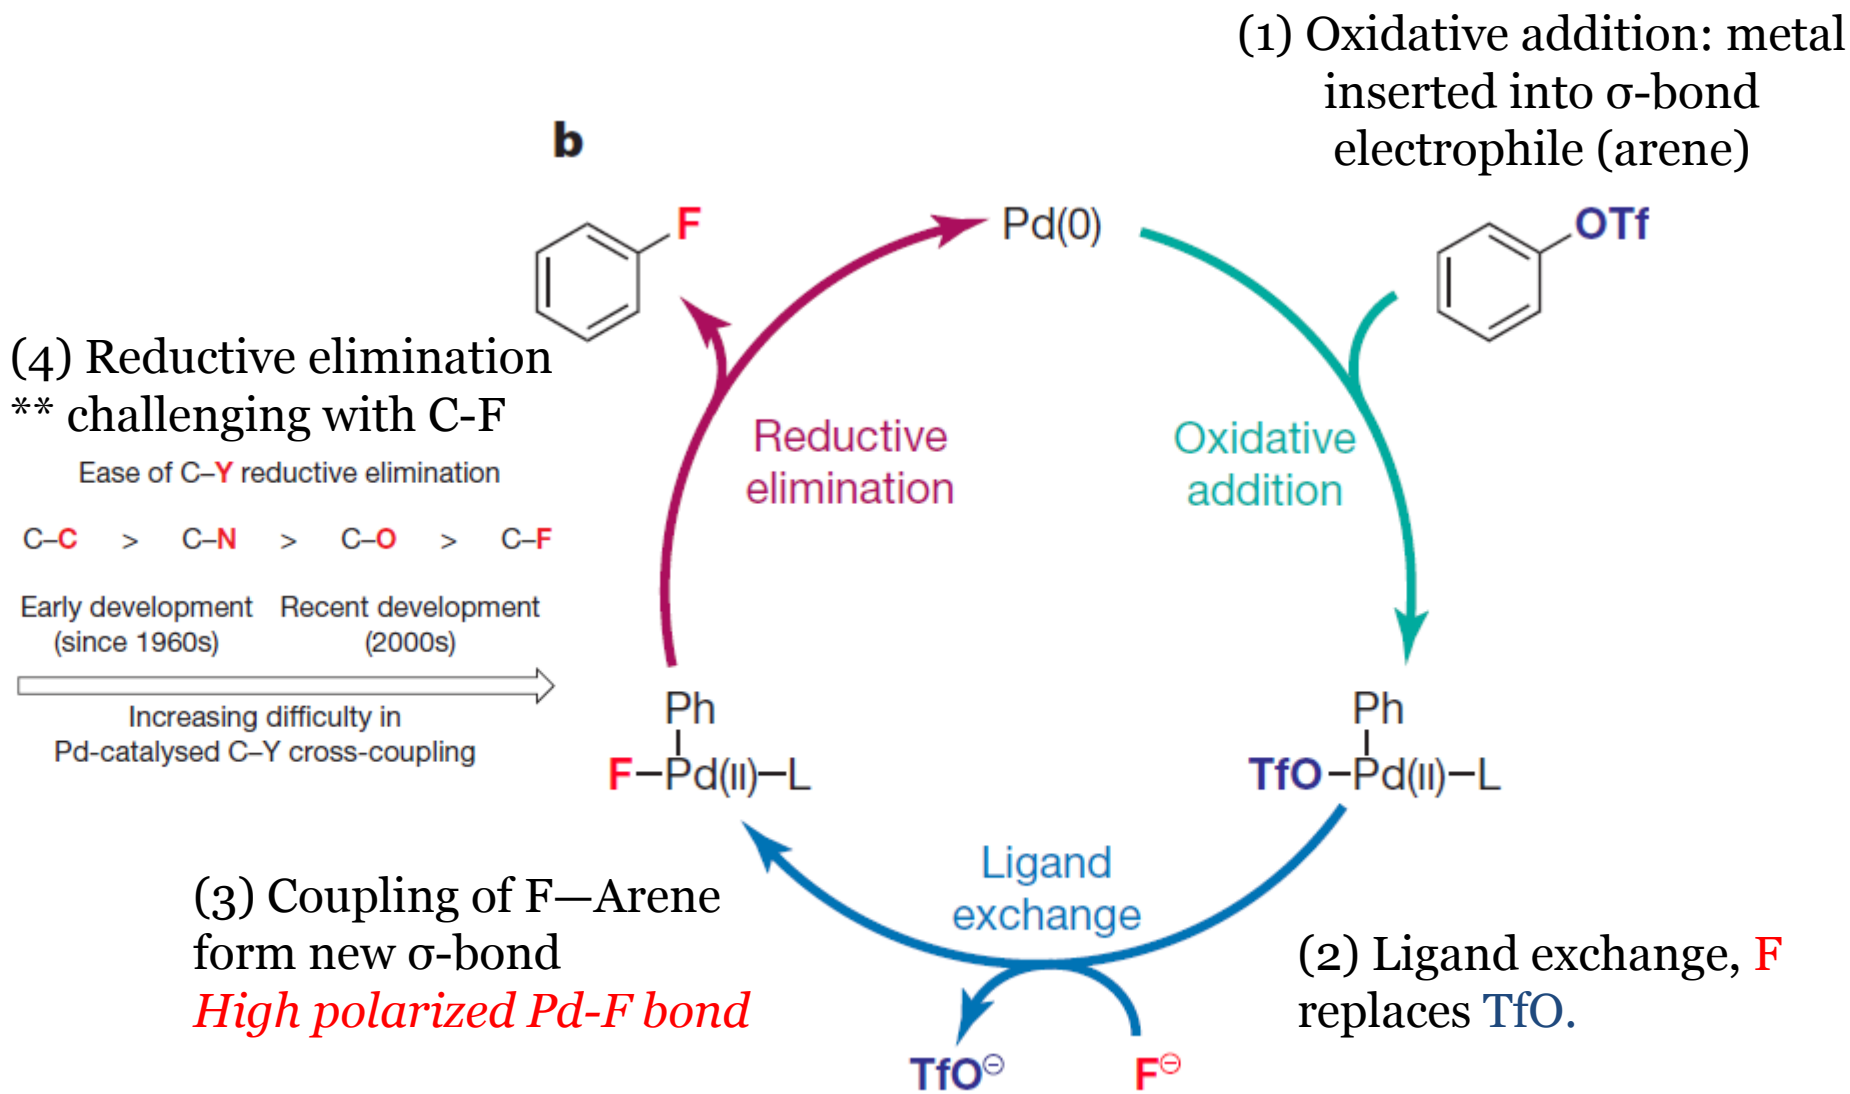 (1) Oxidative addition: metal
inserted into σ-bond
electrophile (arene)
b
F
Pd(0)
OTf
(4) Reductive elimination
** challenging with C-F
Ease of C–Y reductive elimination
C–C > C–N > C–O > C–F
Early development
(since 1960s)
Recent development
(2000s)
Increasing difficulty in
Pd-catalysed C–Y cross-coupling
Reductive
elimination
Oxidative
addition
Ph
F–Pd(II)–L
Ph
TfO–Pd(II)–L
Ligand
exchange
(3) Coupling of F—Arene
form new σ-bond
High polarized Pd-F bond
(2) Ligand exchange, F
replaces TfO.
TfO⊖
F⊖